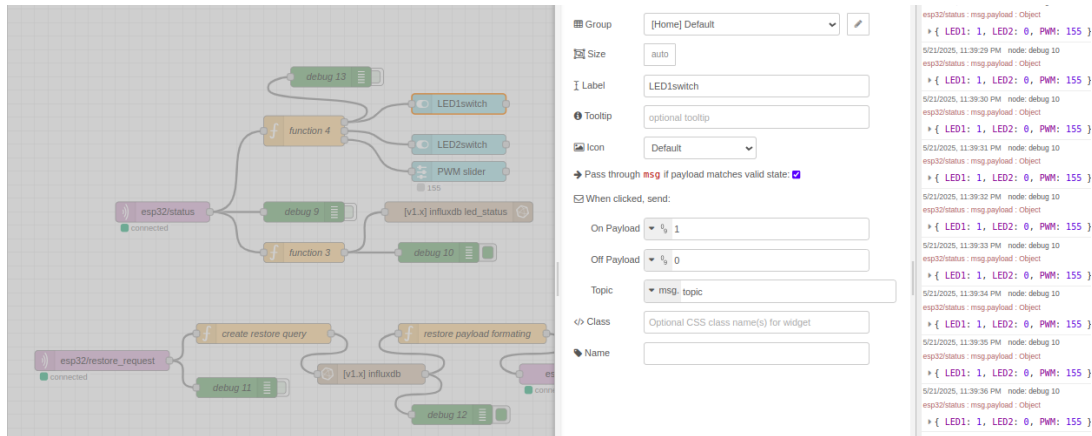 debug 13
function 4
LED1switch
LED2switch
PWM slider
155
esp32/status
connected
debug 9
[v1.x] influxdb led_status
function 3
debug 10
create restore query
restore payload formating
esp32/restore_request
connected
[v1.x] influxdb
es
conne
debug 11
debug 12
Group
[Home] Default
Size
auto
Label
LED1switch
Tooltip
optional tooltip
Icon
Default
Pass through msg if payload matches valid state:
When clicked, send:
On Payload
1
Off Payload
0
Topic
msg. topic
Class
Optional CSS class name(s) for widget
Name
esp32/status : msg.payload : Object
{ LED1: 1, LED2: 0, PWM: 155 }
5/21/2025, 11:39:29 PM node: debug 10
esp32/status : msg.payload : Object
{ LED1: 1, LED2: 0, PWM: 155 }
5/21/2025, 11:39:30 PM node: debug 10
esp32/status : msg.payload : Object
{ LED1: 1, LED2: 0, PWM: 155 }
5/21/2025, 11:39:31 PM node: debug 10
esp32/status : msg.payload : Object
{ LED1: 1, LED2: 0, PWM: 155 }
5/21/2025, 11:39:32 PM node: debug 10
esp32/status : msg.payload : Object
{ LED1: 1, LED2: 0, PWM: 155 }
5/21/2025, 11:39:33 PM node: debug 10
esp32/status : msg.payload : Object
{ LED1: 1, LED2: 0, PWM: 155 }
5/21/2025, 11:39:34 PM node: debug 10
esp32/status : msg.payload : Object
{ LED1: 1, LED2: 0, PWM: 155 }
5/21/2025, 11:39:35 PM node: debug 10
esp32/status : msg.payload : Object
{ LED1: 1, LED2: 0, PWM: 155 }
5/21/2025, 11:39:36 PM node: debug 10
esp32/status : msg.payload : Object
{ LED1: 1, LED2: 0, PWM: 155 }